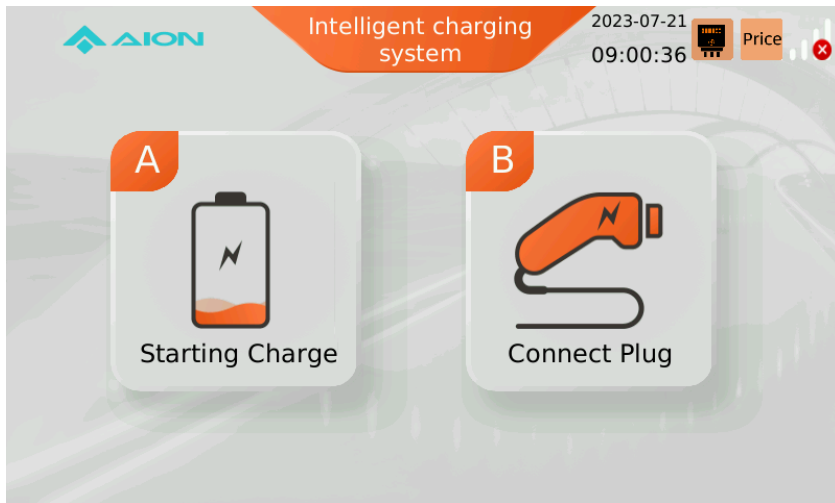 AION
Intelligent charging
system
2023-07-21
09:00:36
Price
A
Starting Charge
B
Connect Plug